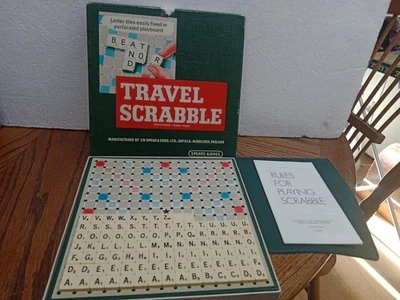 Letter tiles easily fixed in
perforated playboard
BEAT
N O R
D
TRAVEL
SCRABBLE
MANUFACTURED BY J.W. SPEAR & SONS LTD., ENFIELD, MIDDLESEX, ENGLAND
SPEARS GAMES
RULES
FOR
PLAYING
SCRABBLE
V V W W X Y Y Z
R S S S S T T T T T T U U U U
O O O O O O O P P Q R R R R R
J K L L L L M M N N N N N N O
F G G G H H I I I I I I I I I
D D E E E E E E E E E E E E F
A A A A A A A A A B B C C D D